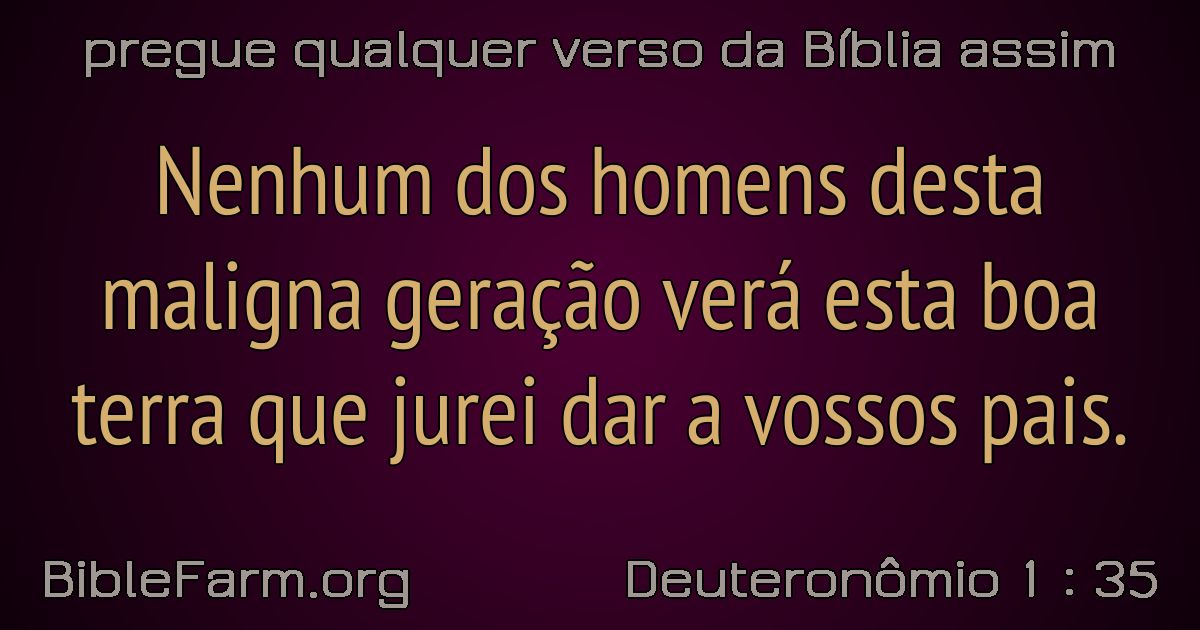 pregue qualquer verso da Bíblia assim
Nenhum dos homens desta
maligna geração verá esta boa
terra que jurei dar a vossos pais.
BibleFarm.org
Deuteronômio 1 : 35